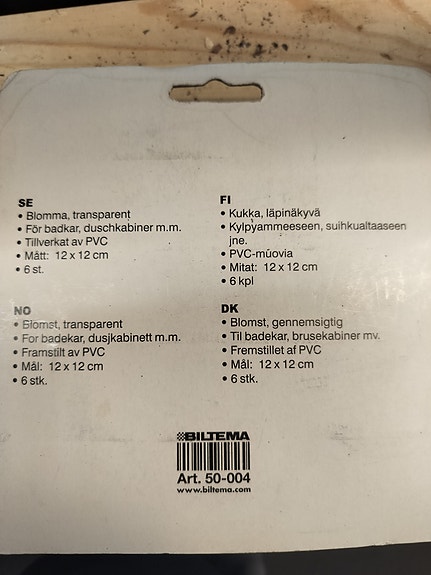 SE
• Blomma, transparent
• För badkar, duschkabiner m.m.
• Tillverkat av PVC
• Mått: 12 x 12 cm
• 6 st.
FI
• Kukka, läpinäkyvä
• Kylpyammeeseen, suihkualtaaseen
jne.
• PVC-muovia
• Mitat: 12 x 12 cm
• 6 kpl
NO
• Blomst, transparent
• For badekar, dusjkabinett m.m.
• Framstilt av PVC
• Mål: 12 x 12 cm
• 6 stk.
DK
• Blomst, gennemsigtig
• Til badekar, brusekabiner mv.
• Fremstillet af PVC
• Mål: 12 x 12 cm
• 6 stk.
BILTEMA
Art. 50-004
www.biltema.com